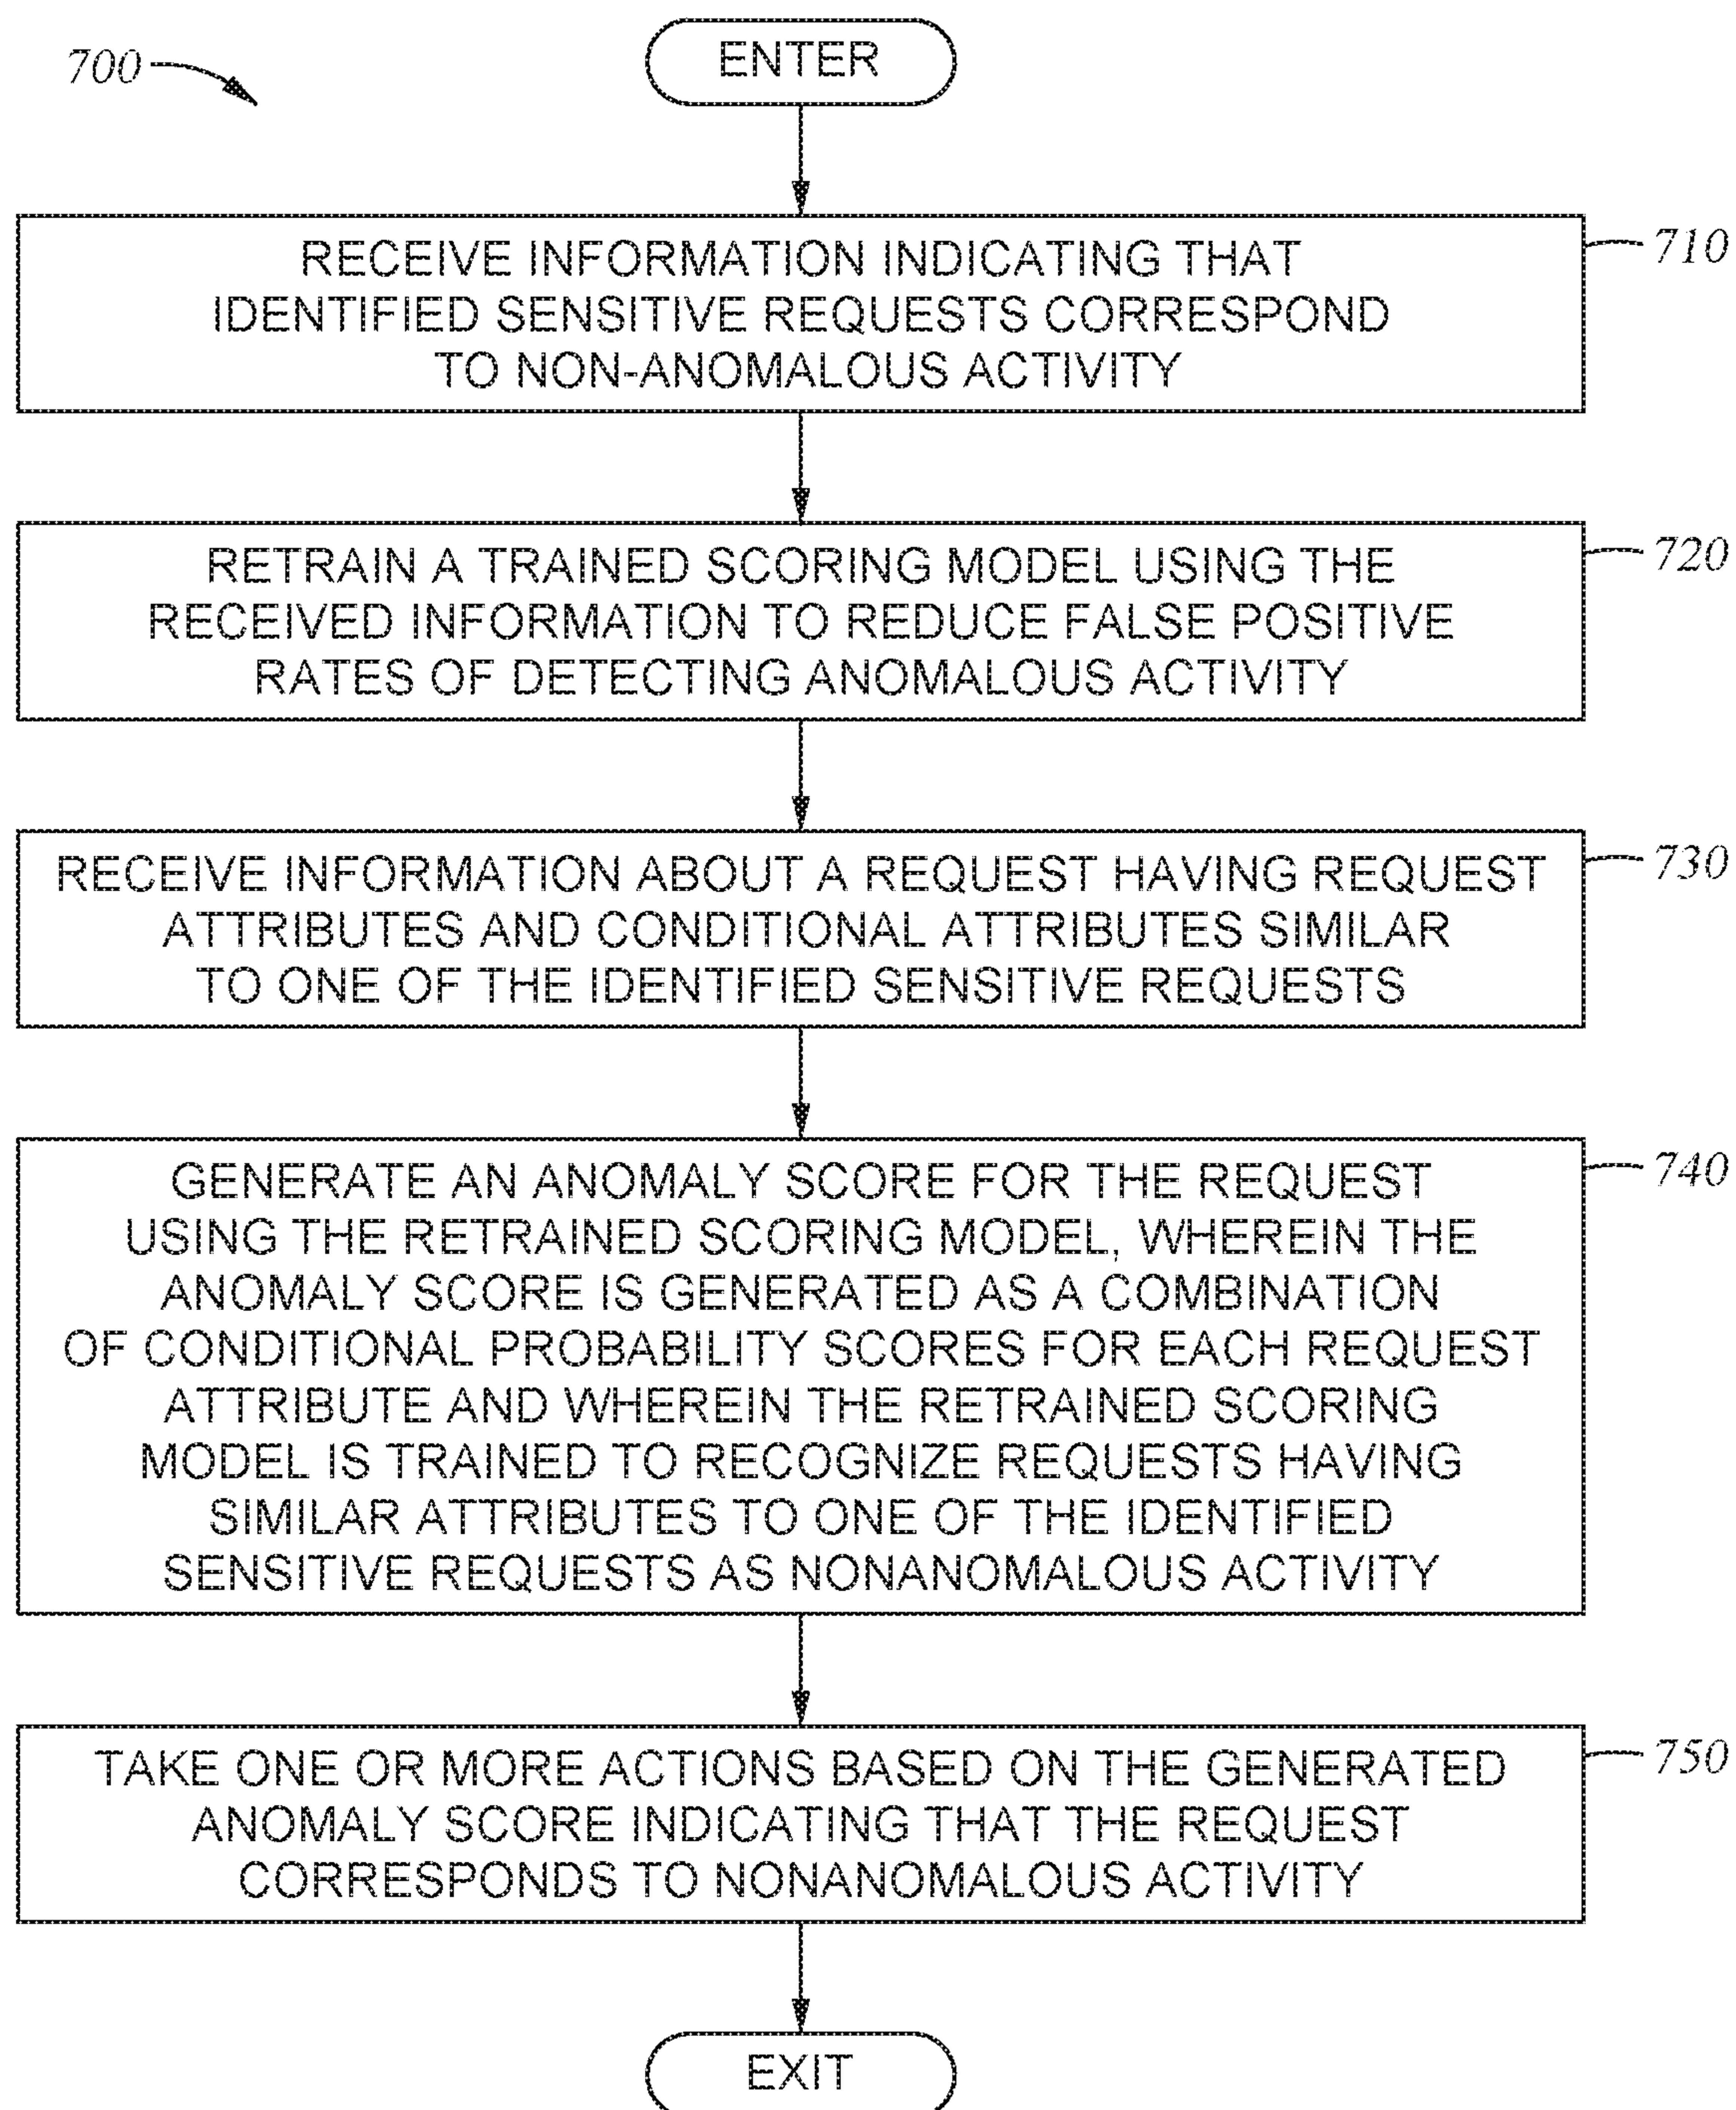 700
ENTER
710
RECEIVE INFORMATION INDICATING THAT
IDENTIFIED SENSITIVE REQUESTS CORRESPOND
TO NON-ANOMALOUS ACTIVITY
720
RETRAIN A TRAINED SCORING MODEL USING THE
RECEIVED INFORMATION TO REDUCE FALSE POSITIVE
RATES OF DETECTING ANOMALOUS ACTIVITY
730
RECEIVE INFORMATION ABOUT A REQUEST HAVING REQUEST
ATTRIBUTES AND CONDITIONAL ATTRIBUTES SIMILAR
TO ONE OF THE IDENTIFIED SENSITIVE REQUESTS
740
GENERATE AN ANOMALY SCORE FOR THE REQUEST
USING THE RETRAINED SCORING MODEL, WHEREIN THE
ANOMALY SCORE IS GENERATED AS A COMBINATION
OF CONDITIONAL PROBABILITY SCORES FOR EACH REQUEST
ATTRIBUTE AND WHEREIN THE RETRAINED SCORING
MODEL IS TRAINED TO RECOGNIZE REQUESTS HAVING
SIMILAR ATTRIBUTES TO ONE OF THE IDENTIFIED
SENSITIVE REQUESTS AS NONANOMALOUS ACTIVITY
750
TAKE ONE OR MORE ACTIONS BASED ON THE GENERATED
ANOMALY SCORE INDICATING THAT THE REQUEST
CORRESPONDS TO NONANOMALOUS ACTIVITY
EXIT